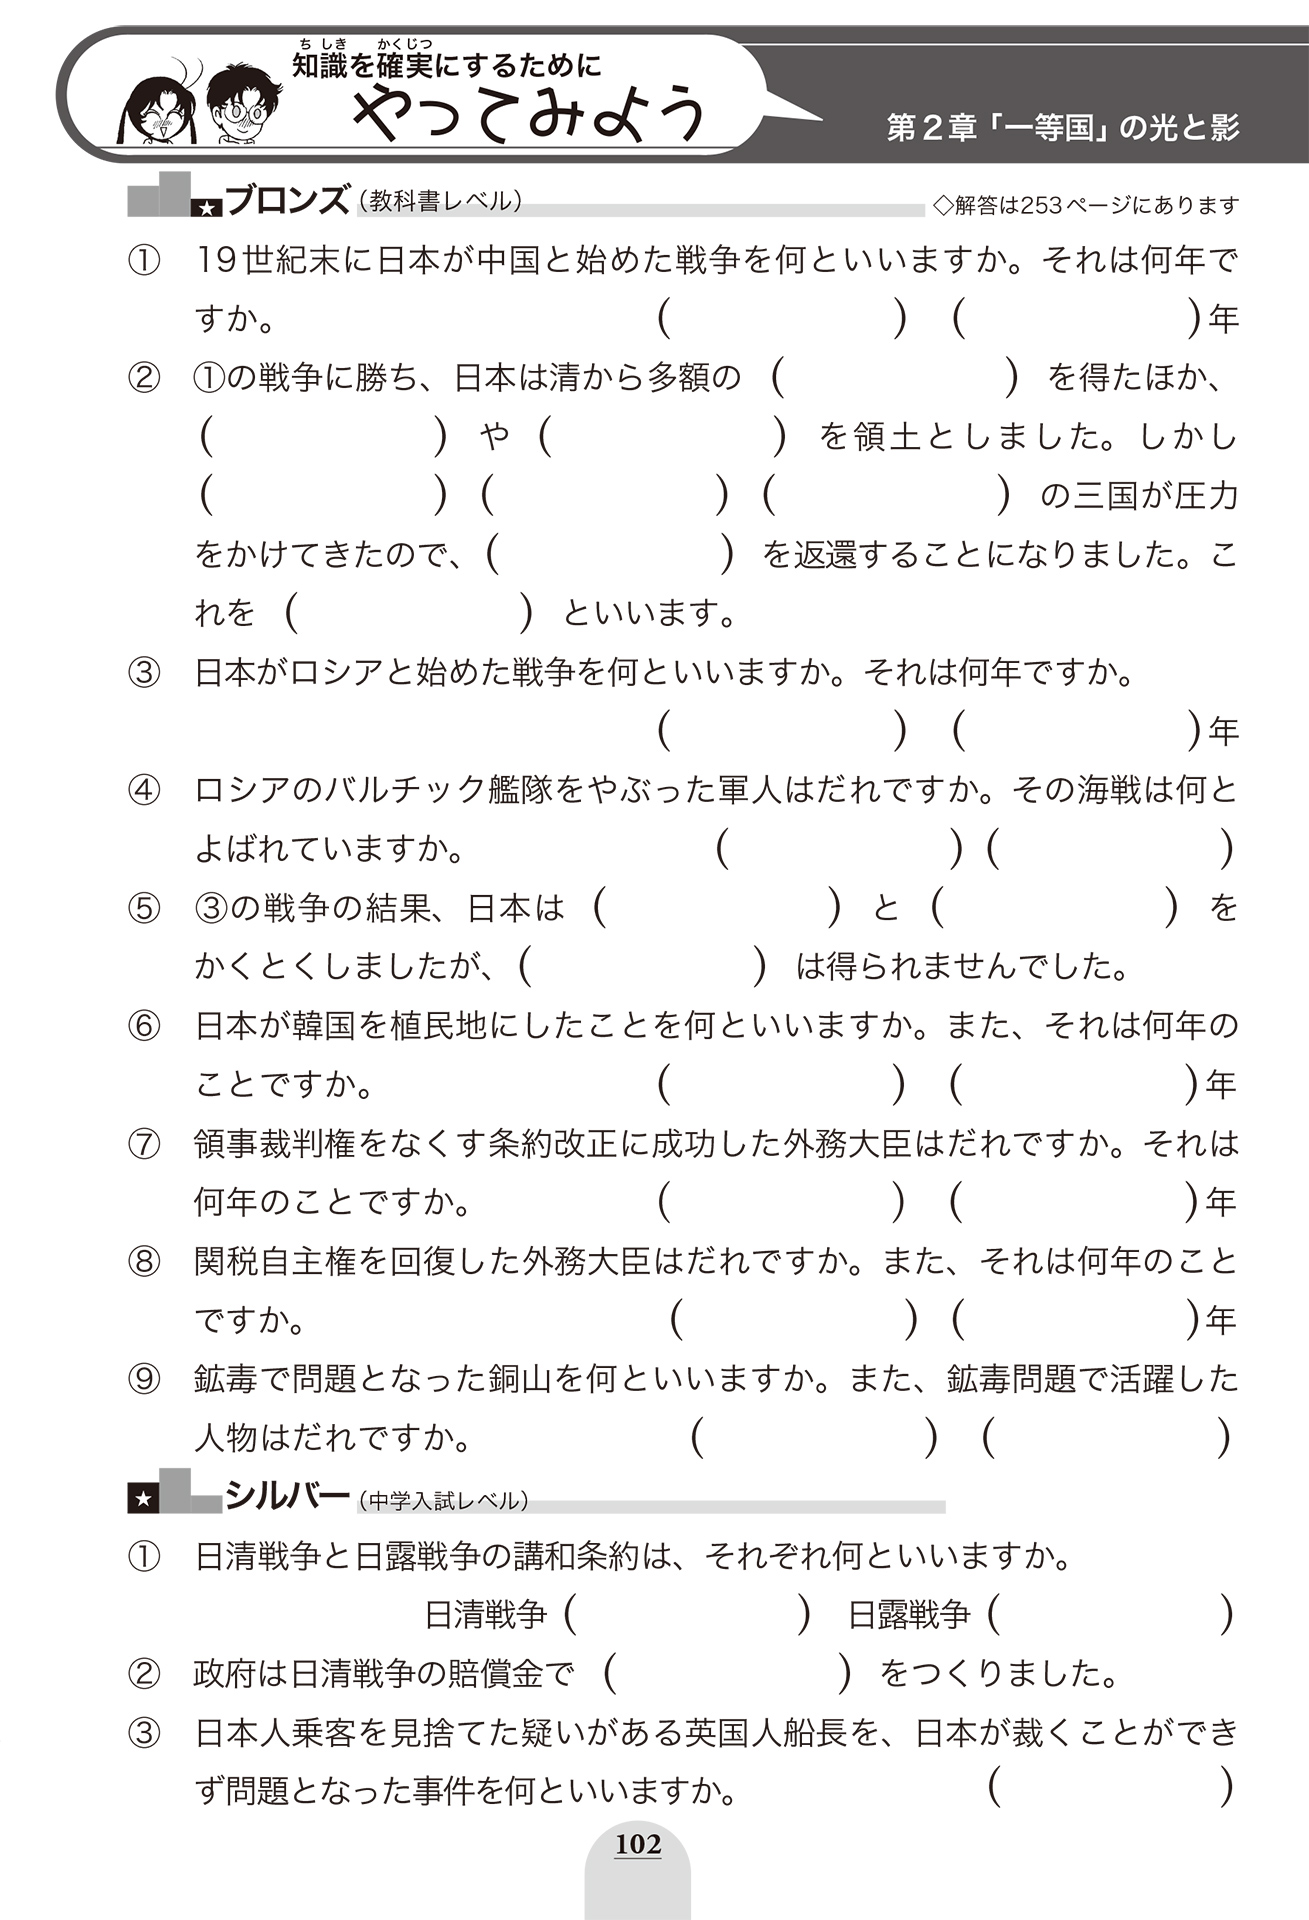 ちしき かくじつ
知識を確実にするために
やってみよう
第2章「一等国」の光と影
★ブロンズ(教科書レベル)
◇解答は253ページにあります
① 19世紀末に日本が中国と始めた戦争を何といいますか。それは何年で
すか。 ( ) ( )年
② ①の戦争に勝ち、日本は清から多額の ( ) を得たほか、
( ) や ( ) を領土としました。しかし
( ) ( ) ( ) の三国が圧力
をかけてきたので、( ) を返還することになりました。こ
れを ( ) といいます。
③ 日本がロシアと始めた戦争を何といいますか。それは何年ですか。
( ) ( )年
④ ロシアのバルチック艦隊をやぶった軍人はだれですか。その海戦は何と
よばれていますか。 ( ) ( )
⑤ ③の戦争の結果、日本は ( ) と ( ) を
かくとくしましたが、( ) は得られませんでした。
⑥ 日本が韓国を植民地にしたことを何といいますか。また、それは何年の
ことですか。 ( ) ( )年
⑦ 領事裁判権をなくす条約改正に成功した外務大臣はだれですか。それは
何年のことですか。 ( ) ( )年
⑧ 関税自主権を回復した外務大臣はだれですか。また、それは何年のこと
ですか。 ( ) ( )年
⑨ 鉱毒で問題となった銅山を何といいますか。また、鉱毒問題で活躍した
人物はだれですか。 ( ) ( )
★シルバー(中学入試レベル)
① 日清戦争と日露戦争の講和条約は、それぞれ何といいますか。
日清戦争 ( ) 日露戦争 ( )
② 政府は日清戦争の賠償金で ( ) をつくりました。
③ 日本人乗客を見捨てた疑いがある英国人船長を、日本が裁くことができ
ず問題となった事件を何といいますか。 ( )
102